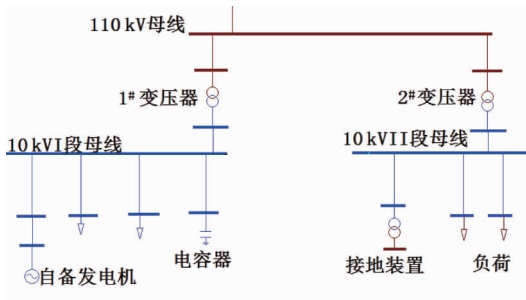 110 kV母线
1#变压器
2#变压器
10 kVI段母线
10 kVII段母线
自备发电机
电容器
接地装置
负荷